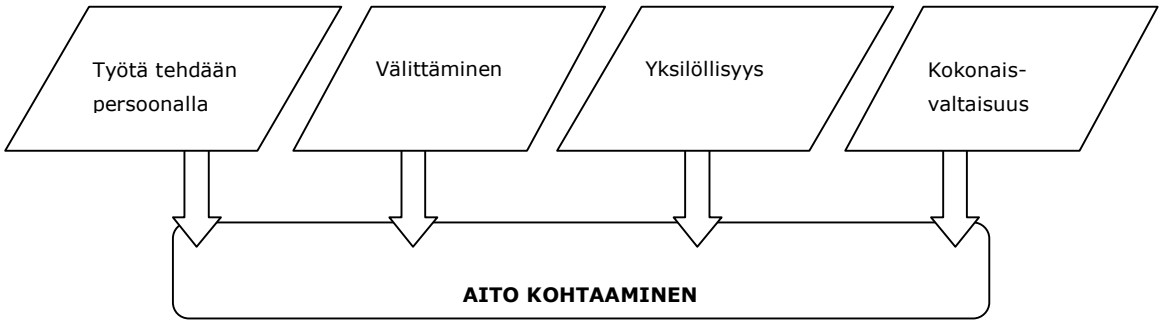 Työtä tehdään
persoonalla
Välittäminen
Yksilöllisyys
Kokonais-
valtaisuus
AITO KOHTAAMINEN